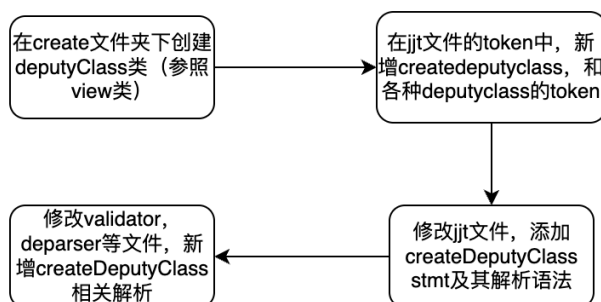 在create文件夹下创建
deputyClass类（参照
view类）
在jjt文件的token中，新
增createdeputyclass，和
各种deputyclass的token
修改jjt文件，添加
createDeputyClass
stmt及其解析语法
修改validator，
deparser等文件，新
增createDeputyClass
相关解析